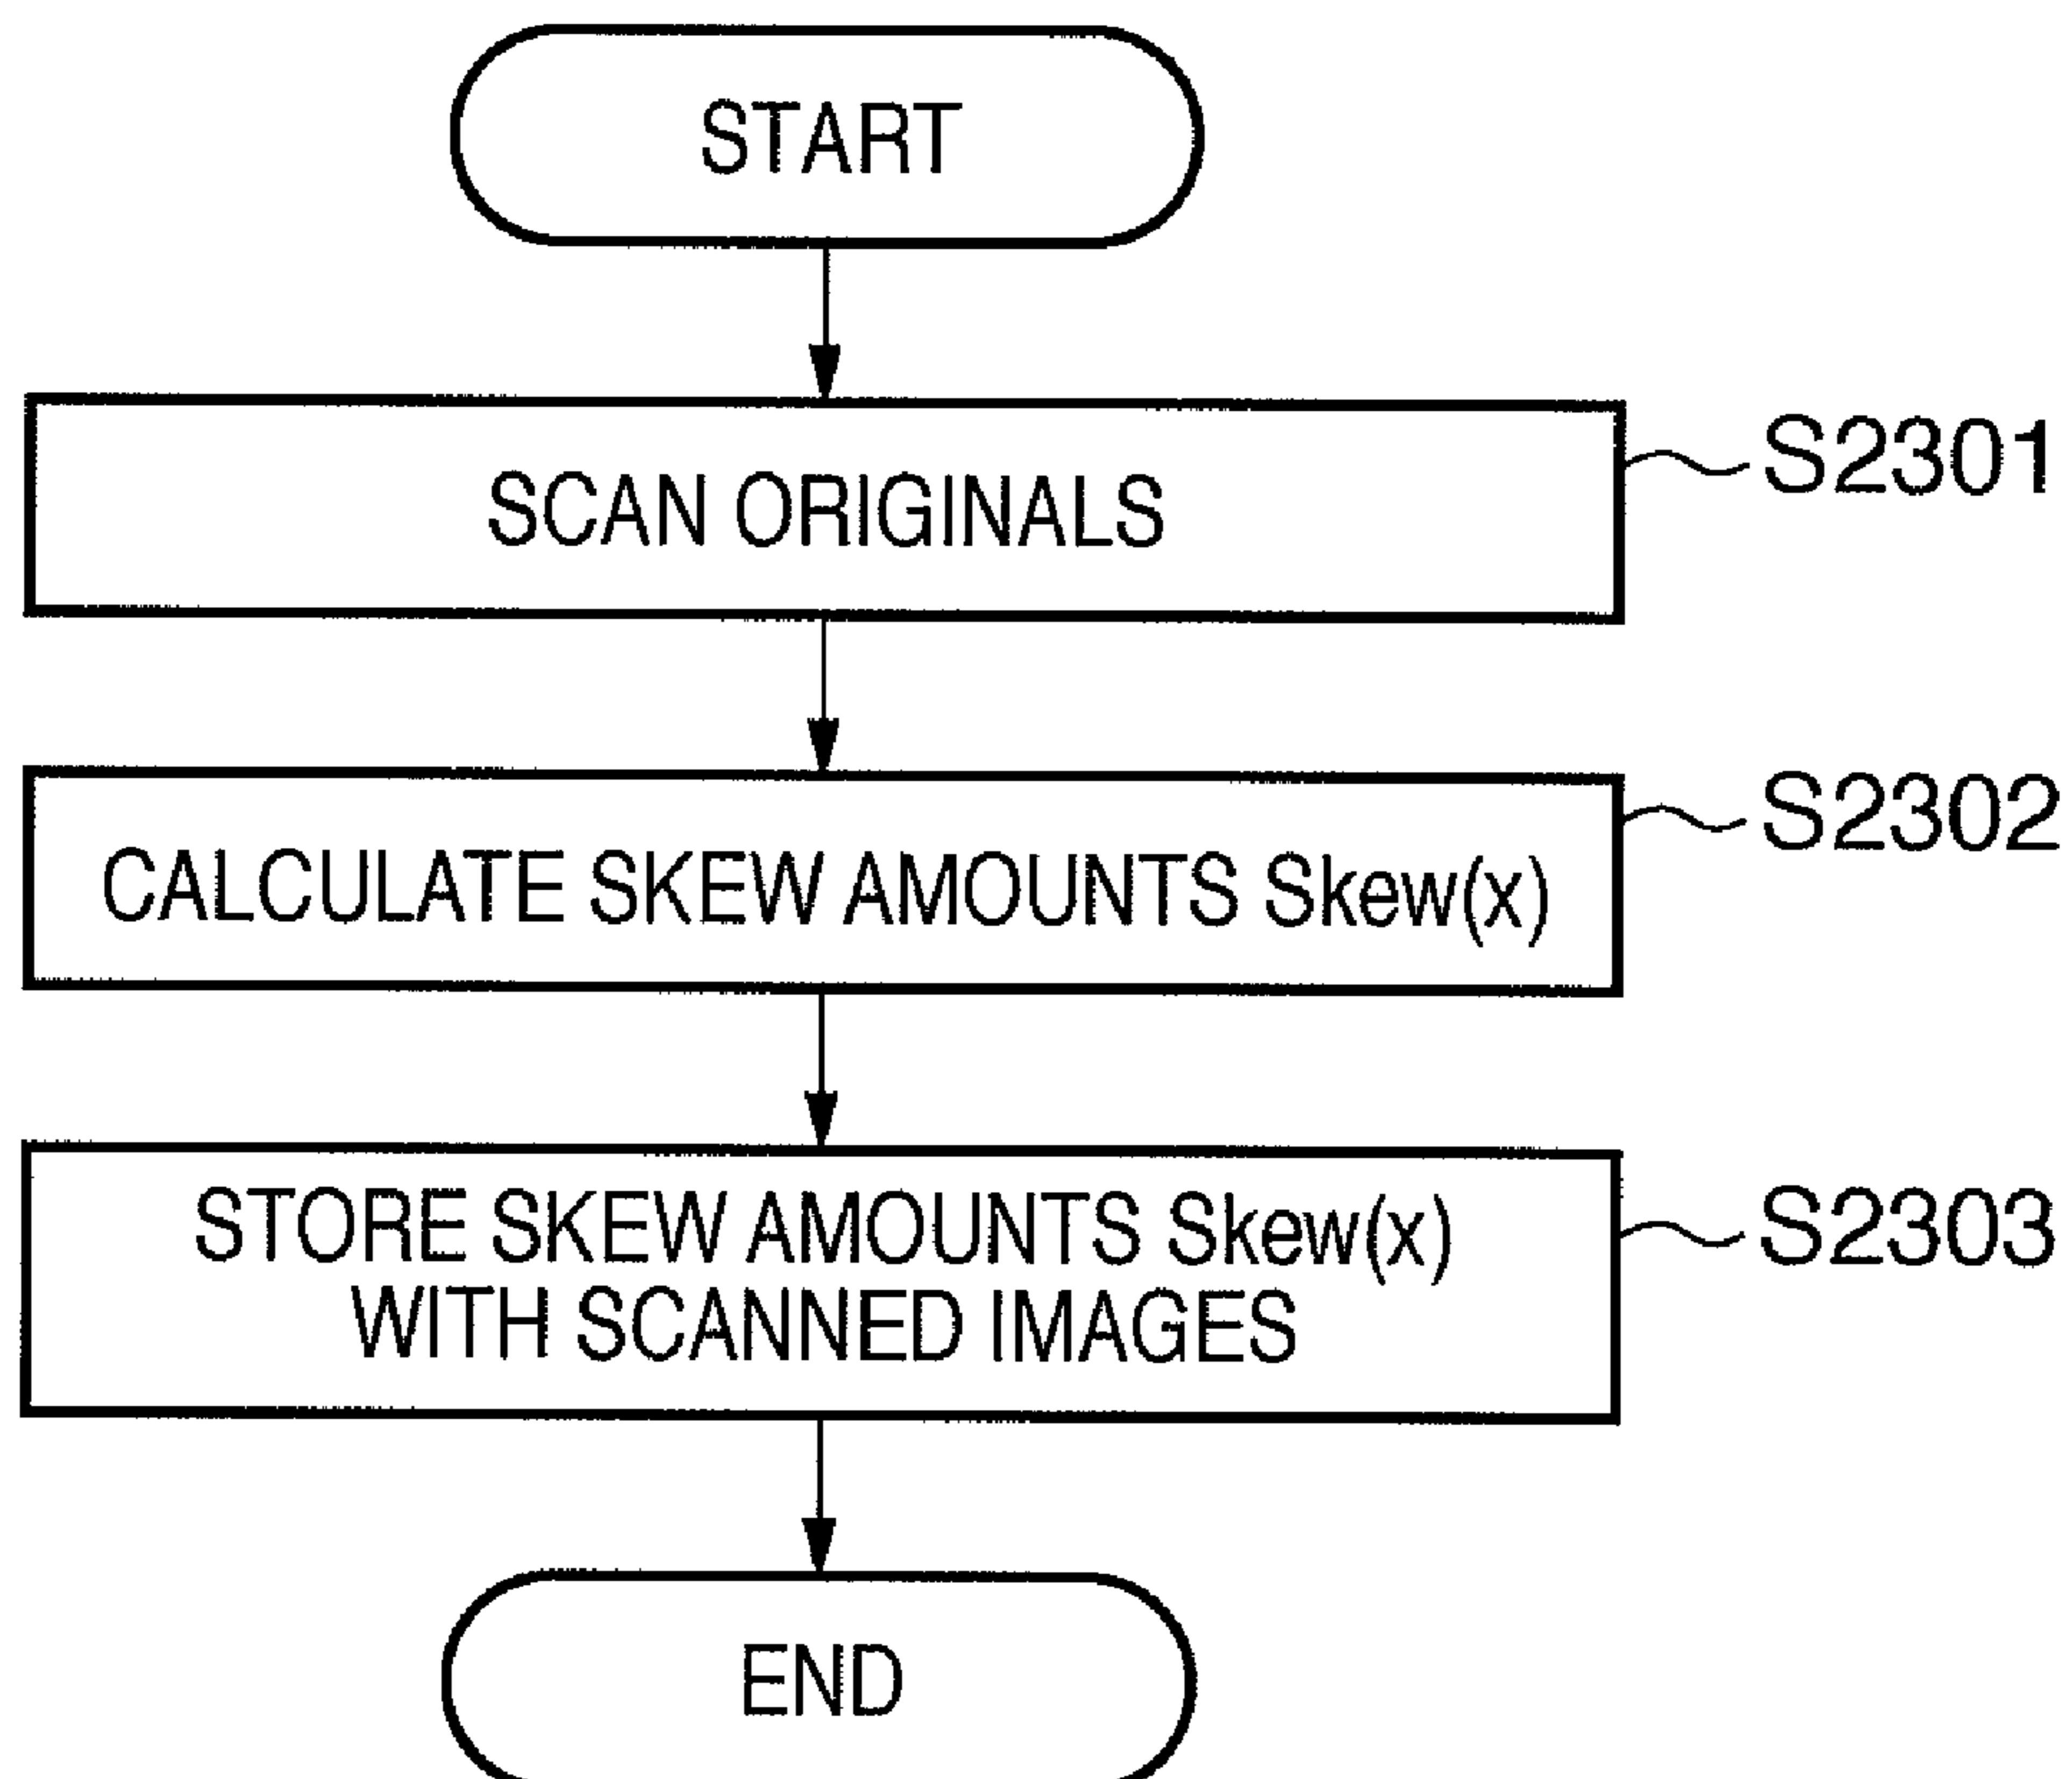 START
SCAN ORIGINALS
S2301
CALCULATE SKEW AMOUNTS Skew(x)
S2302
STORE SKEW AMOUNTS Skew(x)
WITH SCANNED IMAGES
S2303
END